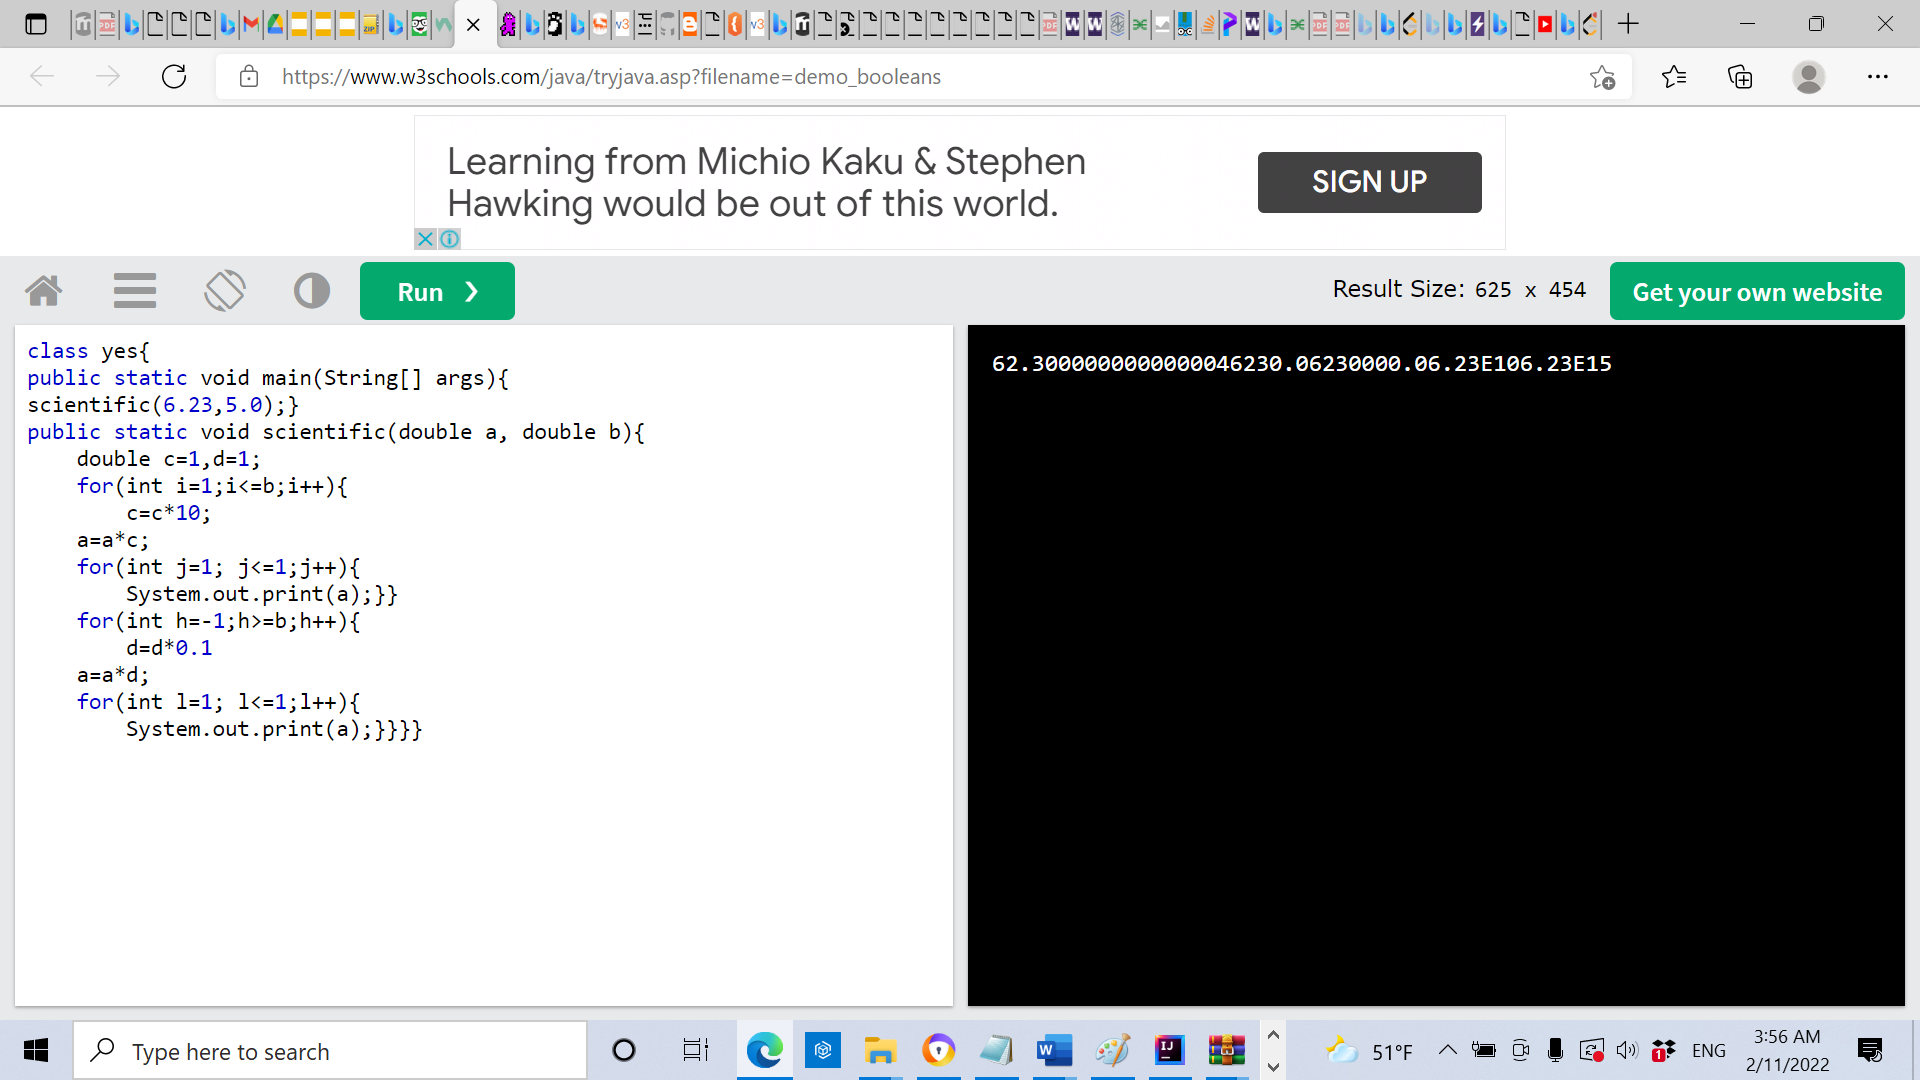 https://www.w3schools.com/java/tryjava.asp?filename=demo_booleans
Learning from Michio Kaku & Stephen
Hawking would be out of this world.
SIGN UP
Run ❯
Result Size: 625 x 454
Get your own website
class yes{
public static void main(String[] args){
scientific(6.23,5.0);}
public static void scientific(double a, double b){
    double c=1,d=1;
    for(int i=1;i<=b;i++){
        c=c*10;
    a=a*c;
    for(int j=1; j<=1;j++){
        System.out.print(a);}}
    for(int h=-1;h>=b;h++){
        d=d*0.1
    a=a*d;
    for(int l=1; l<=1;l++){
        System.out.print(a);}}}}
62.3000000000000046230.06230000.06.23E106.23E15
Type here to search
51°F
1
ENG
3:56 AM
2/11/2022